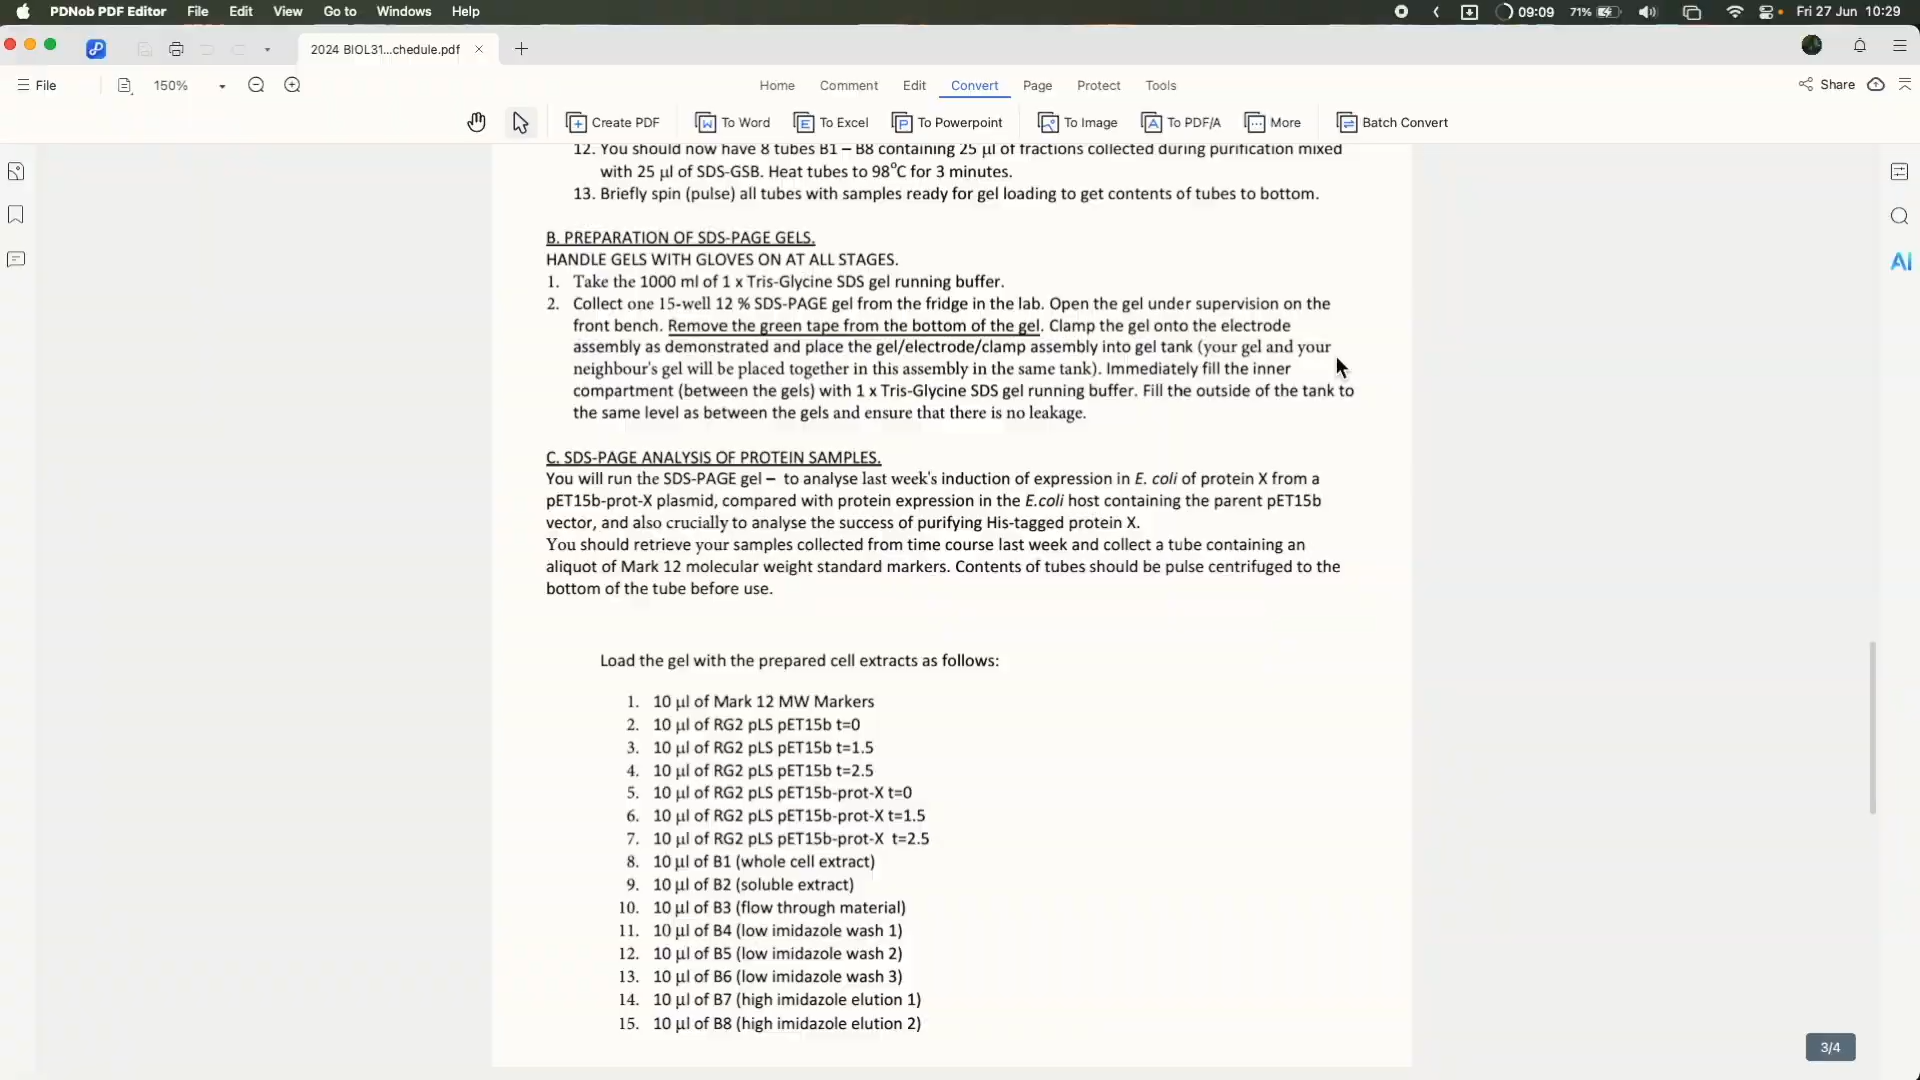 PDNob PDF Editor File Edit View Go to Windows Help 09:09 71% Fri 27 Jun 10:29
2024 BIOL31...chedule.pdf
File 150% Home Comment Edit Convert Page Protect Tools Share
Create PDF To Word To Excel To Powerpoint To Image To PDF/A More Batch Convert
12. You should now have 8 tubes B1 – B8 containing 25 µl of fractions collected during purification mixed
with 25 µl of SDS-GSB. Heat tubes to 98°C for 3 minutes.
13. Briefly spin (pulse) all tubes with samples ready for gel loading to get contents of tubes to bottom.
B. PREPARATION OF SDS-PAGE GELS.
HANDLE GELS WITH GLOVES ON AT ALL STAGES.
AI
1. Take the 1000 ml of 1 x Tris-Glycine SDS gel running buffer.
2. Collect one 15-well 12 % SDS-PAGE gel from the fridge in the lab. Open the gel under supervision on the
front bench. Remove the green tape from the bottom of the gel. Clamp the gel onto the electrode
assembly as demonstrated and place the gel/electrode/clamp assembly into gel tank (your gel and your
neighbour's gel will be placed together in this assembly in the same tank). Immediately fill the inner
compartment (between the gels) with 1 x Tris-Glycine SDS gel running buffer. Fill the outside of the tank to
the same level as between the gels and ensure that there is no leakage.
C. SDS-PAGE ANALYSIS OF PROTEIN SAMPLES.
You will run the SDS-PAGE gel – to analyse last week's induction of expression in E. coli of protein X from a
pET15b-prot-X plasmid, compared with protein expression in the E.coli host containing the parent pET15b
vector, and also crucially to analyse the success of purifying His-tagged protein X.
You should retrieve your samples collected from time course last week and collect a tube containing an
aliquot of Mark 12 molecular weight standard markers. Contents of tubes should be pulse centrifuged to the
bottom of the tube before use.
Load the gel with the prepared cell extracts as follows:
1. 10 µl of Mark 12 MW Markers
2. 10 µl of RG2 pLS pET15b t=0
3. 10 µl of RG2 pLS pET15b t=1.5
4. 10 µl of RG2 pLS pET15b t=2.5
5. 10 µl of RG2 pLS pET15b-prot-X t=0
6. 10 µl of RG2 pLS pET15b-prot-X t=1.5
7. 10 µl of RG2 pLS pET15b-prot-X t=2.5
8. 10 µl of B1 (whole cell extract)
9. 10 µl of B2 (soluble extract)
10. 10 µl of B3 (flow through material)
11. 10 µl of B4 (low imidazole wash 1)
12. 10 µl of B5 (low imidazole wash 2)
13. 10 µl of B6 (low imidazole wash 3)
14. 10 µl of B7 (high imidazole elution 1)
15. 10 µl of B8 (high imidazole elution 2)
3/4